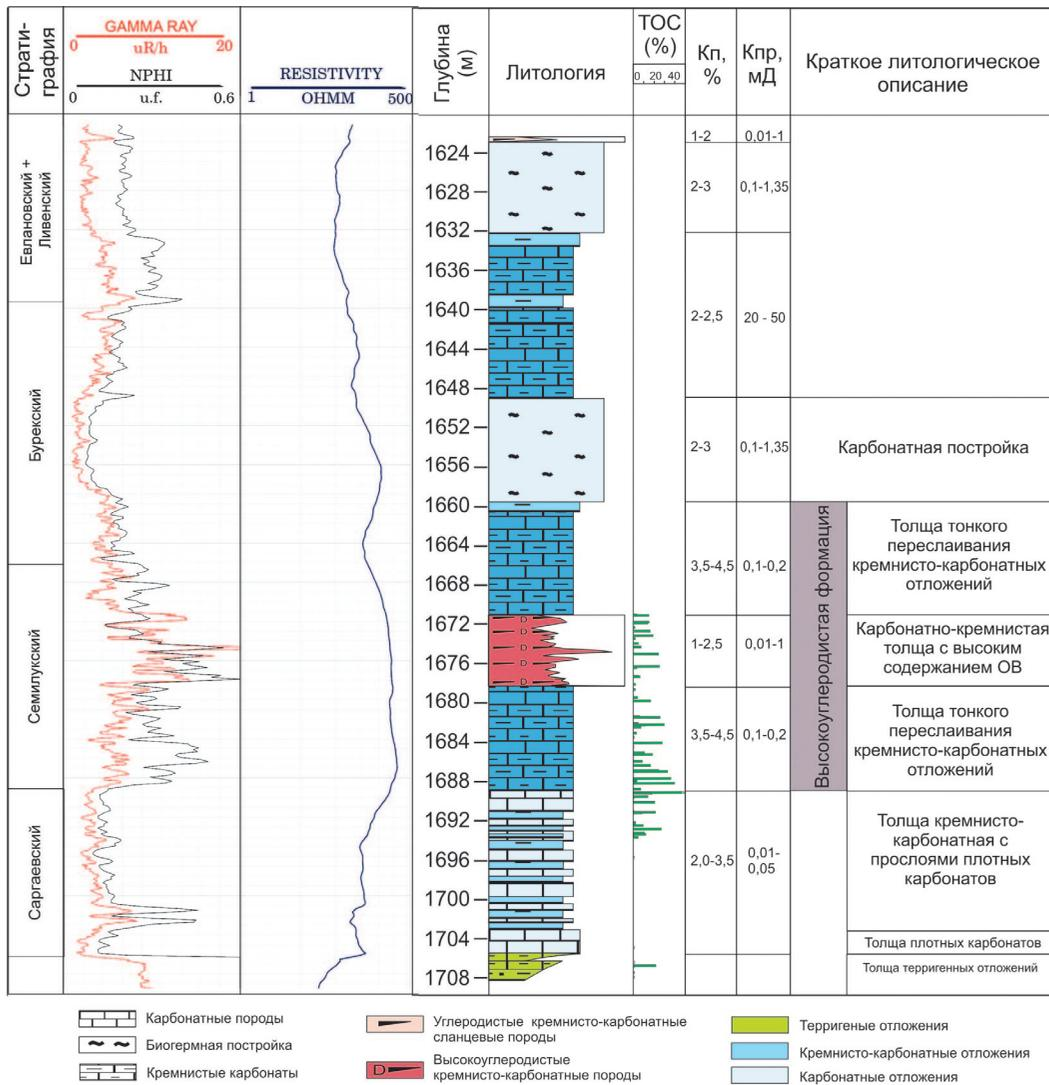 Страти-
графия
GAMMA RAY
0 uR/h 20
NPHI
0 u.f. 0.6
RESISTIVITY
1 OHMM 500
Глубина
(м)
Литология
TOC
(%)
0 20 40
Кп,
%
Кпр,
мД
Краткое литологическое
описание
Евлановский +
Ливенский
Бурекский
Семилукский
Саргаевский
1624
1628
1632
1636
1640
1644
1648
1652
1656
1660
1664
1668
1672
1676
1680
1684
1688
1692
1696
1700
1704
1708
D
D
D
D
D
1-2 0,01-1
2-3 0,1-1,35
2-2,5 20 - 50
2-3 0,1-1,35
3,5-4,5 0,1-0,2
1-2,5 0,01-1
3,5-4,5 0,1-0,2
2,0-3,5 0,01-
0,05
Высокоуглеродистая формация
Карбонатная постройка
Толща тонкого
переслаивания
кремнисто-карбонатных
отложений
Карбонатно-кремнистая
толща с высоким
содержанием ОВ
Толща тонкого
переслаивания
кремнисто-карбонатных
отложений
Толща кремнисто-
карбонатная с
прослоями плотных
карбонатов
Толща плотных карбонатов
Толща терригенных отложений
Карбонатные породы
Биогермная постройка
Кремнистые карбонаты
Углеродистые кремнисто-карбонатные
сланцевые породы
D
Высокоуглеродистые
кремнисто-карбонатные породы
Терригеные отложения
Кремнисто-карбонатные отложения
Карбонатные отложения